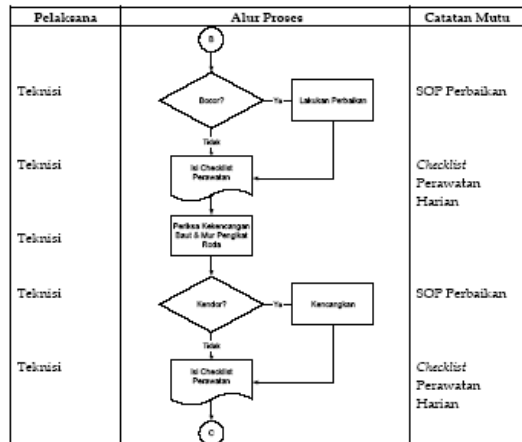 Pelaksana
Alur Proses
Catatan Mutu
Teknisi
Bocor?
Ya
Lakukan Perbaikan
SOP Perbaikan
Tidak
Teknisi
Isi Checklist
Perawatan
Checklist
Perawatan
Harian
Teknisi
Periksa Kekencangan
Baut & Mur Pengikat
Roda
Teknisi
Kendor?
Ya
Kencangkan
SOP Perbaikan
Tidak
Teknisi
Isi Checklist
Perawatan
Checklist
Perawatan
Harian
C